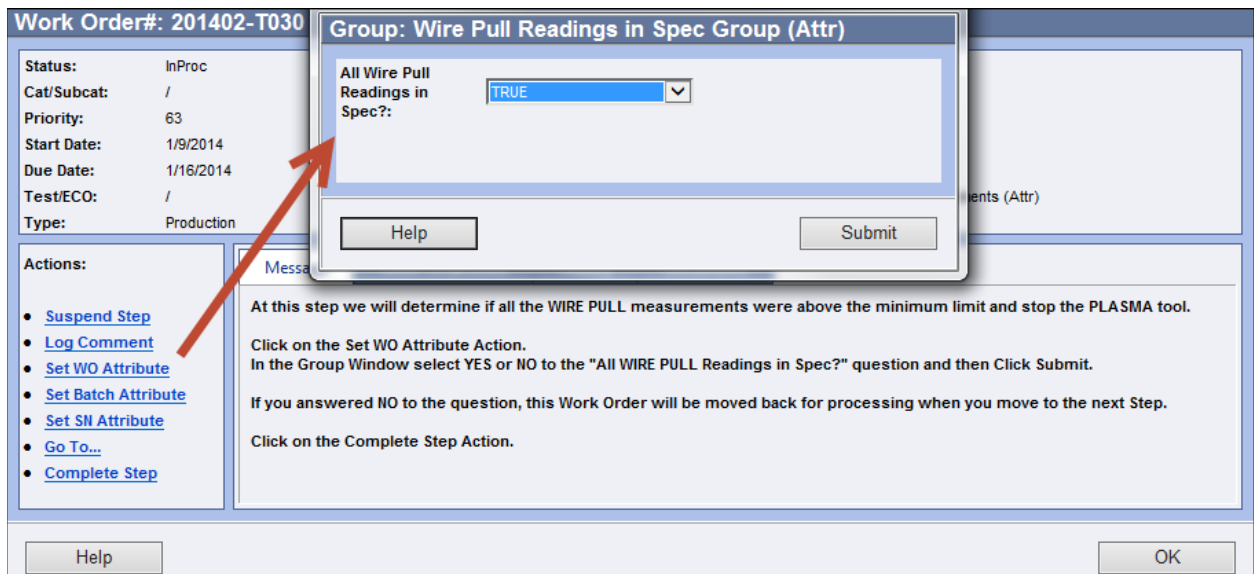 Work Order#: 201402-T030
Group: Wire Pull Readings in Spec Group (Attr)
All Wire Pull
Readings in
Spec?:
TRUE
Help
Submit
Status: InProc
Cat/Subcat: /
Priority: 63
Start Date: 1/9/2014
Due Date: 1/16/2014
Test/ECO: /
(Attr)
Type: Production
Actions:
Suspend Step
Log Comment
Set WO Attribute
Set Batch Attribute
Set SN Attribute
Go To...
Complete Step
At this step we will determine if all the WIRE PULL measurements were above the minimum limit and stop the PLASMA tool.
Click on the Set WO Attribute Action.
In the Group Window select YES or NO to the "All WIRE PULL Readings in Spec?" question and then Click Submit.
If you answered NO to the question, this Work Order will be moved back for processing when you move to the next Step.
Click on the Complete Step Action.
Help
OK